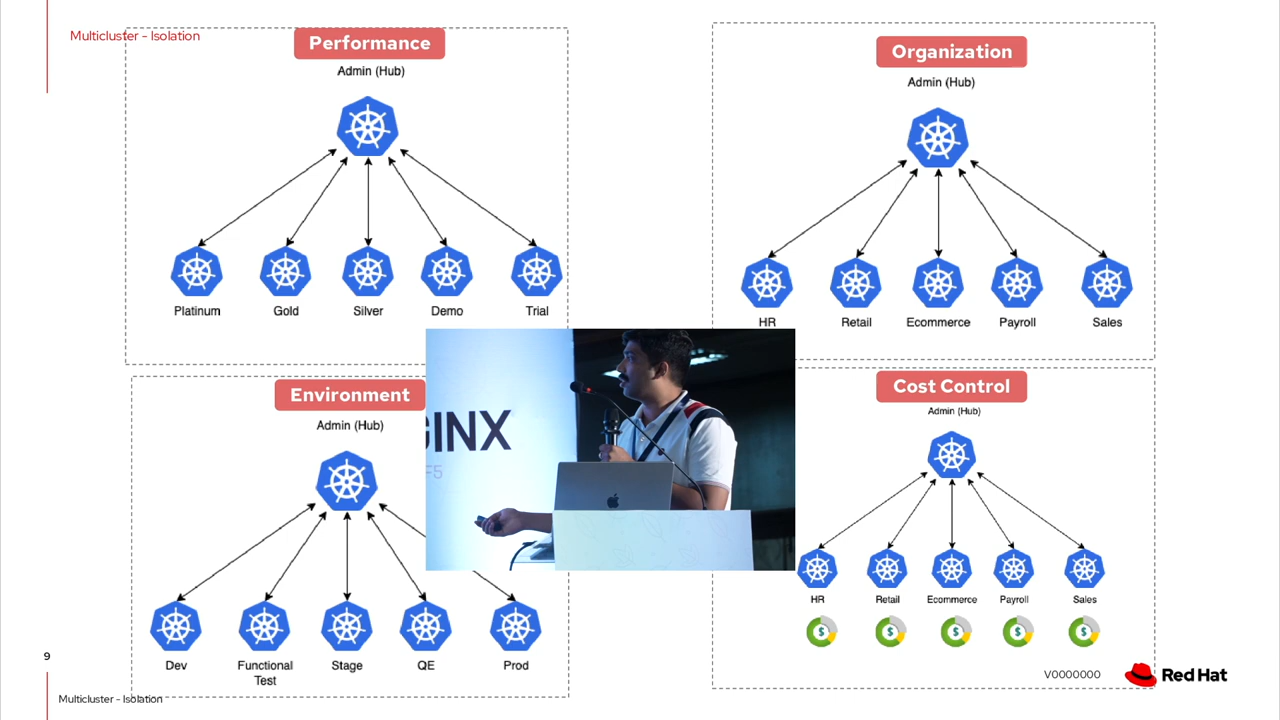 Multicluster - Isolation
Performance
Admin (Hub)
Platinum
Gold
Silver
Demo
Trial
Organization
Admin (Hub)
HR
Retail
Ecommerce
Payroll
Sales
Environment
Admin (Hub)
Dev
Functional
Test
Stage
QE
Prod
GINX
F5
Cost Control
Admin (Hub)
HR
Retail
Ecommerce
Payroll
Sales
$ $ $ $ $
9
V0000000
Red Hat
Multicluster - Isolation